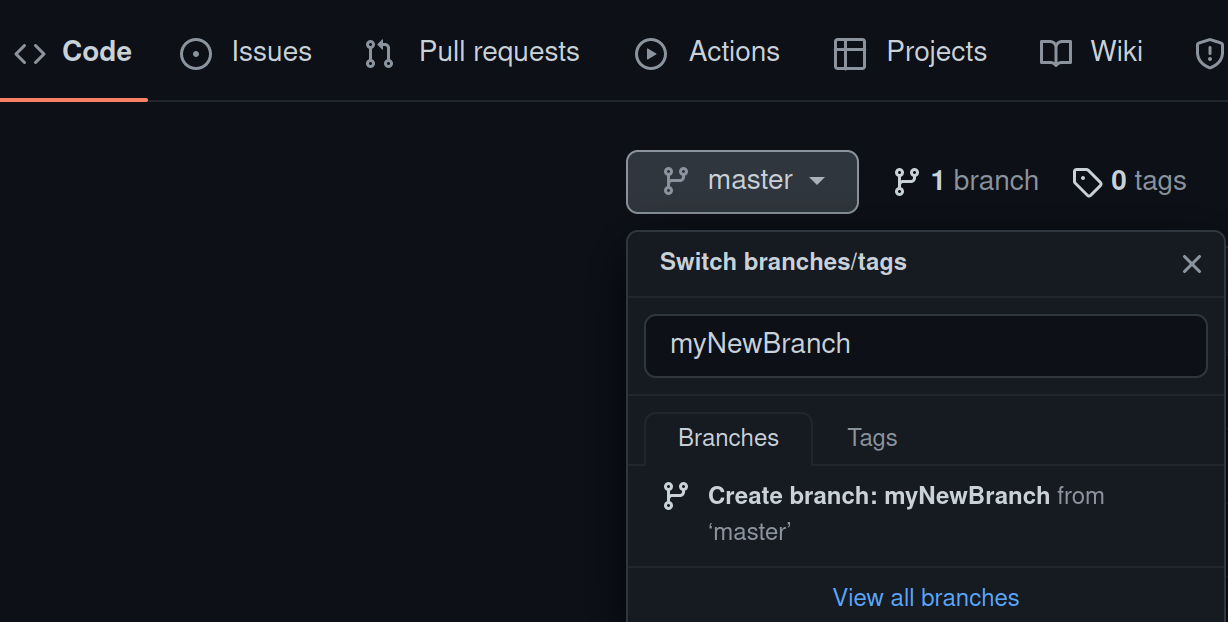 Code Issues Pull requests Actions Projects Wiki
master 1 branch 0 tags
Switch branches/tags
myNewBranch
Branches Tags
Create branch: myNewBranch from
‘master’
View all branches